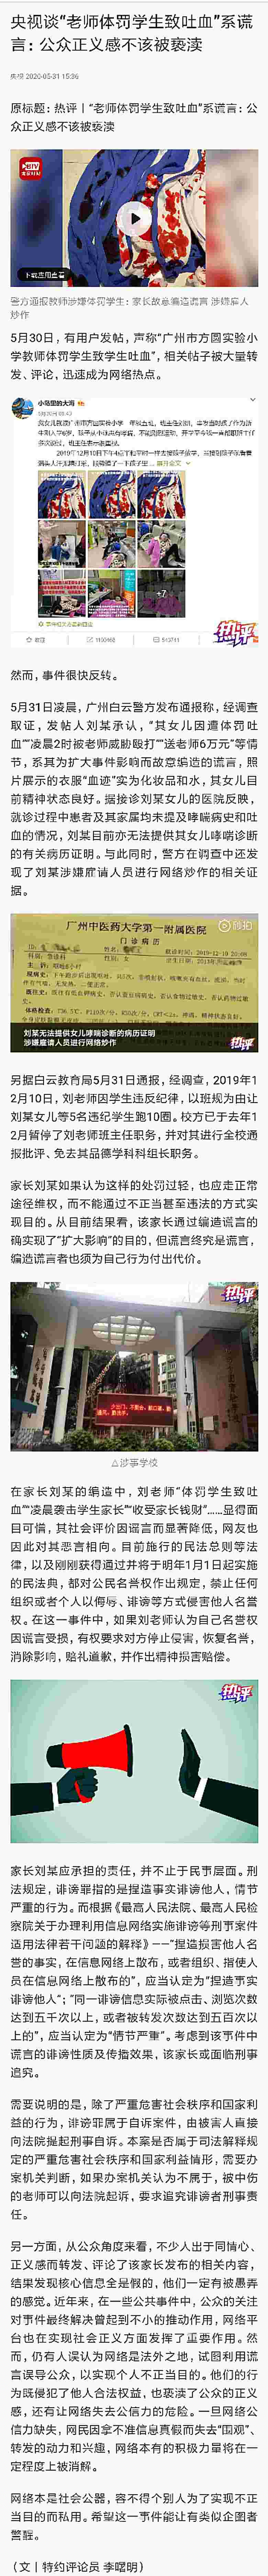 央视谈“老师体罚学生致吐血”系谎
言：公众正义感不该被亵渎
央视 2020-05-31 15:36
原标题：热评丨“老师体罚学生致吐血”系谎言：公
众正义感不该被亵渎
下载应用查看
警方通报教师涉嫌体罚学生：家长故意编造谎言 涉嫌雇人
炒作
5月30日，有用户发帖，声称“广州市方圆实验小
学教师体罚学生致学生吐血”，相关帖子被大量转
发、评论，迅速成为网络热点。
小岛里的大海
+7
热评
然而，事件很快反转。
5月31日凌晨，广州白云警方发布通报称，经调查
取证，发帖人刘某承认，“其女儿因遭体罚吐
血”“凌晨2时被老师威胁殴打”“送老师6万元”等情
节，系其为扩大事件影响而故意编造的谎言，照
片展示的衣服“血迹”实为化妆品和水，其女儿目
前精神状态良好。据接诊刘某女儿的医院反映，
就诊过程中患者及其家属均未提及哮喘病史和吐
血的情况，刘某目前亦无法提供其女儿哮喘诊断
的有关病历证明。与此同时，警方在调查中还发
现了刘某涉嫌雇请人员进行网络炒作的相关证
据。
广州中医药大学第一附属医院
门诊病历
秒拍
刘某无法提供女儿哮喘诊断的病历证明
涉嫌雇请人员进行网络炒作
热评
另据白云教育局5月31日通报，经调查，2019年1
2月10日，刘老师因学生违反纪律，以班规为由让
刘某女儿等5名违纪学生跑10圈。校方已于去年1
2月暂停了刘老师班主任职务，并对其进行全校通
报批评、免去其品德学科科组长职务。
家长刘某如果认为这样的处罚过轻，也应走正常
途径维权，而不能通过不正当甚至违法的方式实
现目的。从目前结果看，该家长通过编造谎言的
确实现了“扩大影响”的目的，但谎言终究是谎言，
编造谎言者也须为自己行为付出代价。
热评
△涉事学校
在家长刘某的编造中，刘老师“体罚学生致吐
血”“凌晨袭击学生家长”“收受家长钱财”……显得面
目可憎，其社会评价因谎言而显著降低，网友也
因此对其恶言相向。目前施行的民法总则等法
律，以及刚刚获得通过并将于明年1月1日起实施
的民法典，都对公民名誉权作出规定，禁止任何
组织或者个人以侮辱、诽谤等方式侵害他人名誉
权。在这一事件中，如果刘老师认为自己名誉权
因谎言受损，有权要求对方停止侵害，恢复名誉，
消除影响，赔礼道歉，并作出精神损害赔偿。
热评
家长刘某应承担的责任，并不止于民事层面。刑
法规定，诽谤罪指的是捏造事实诽谤他人，情节
严重的行为。而根据《最高人民法院、最高人民检
察院关于办理利用信息网络实施诽谤等刑事案件
适用法律若干问题的解释》——“捏造损害他人名
誉的事实，在信息网络上散布，或者组织、指使人
员在信息网络上散布的”，应当认定为“捏造事实
诽谤他人”；“同一诽谤信息实际被点击、浏览次数
达到五千次以上，或者被转发次数达到五百次以
上的”，应当认定为“情节严重”。考虑到该事件中
谎言的诽谤性质及传播效果，该家长或面临刑事
追究。
需要说明的是，除了严重危害社会秩序和国家利
益的行为，诽谤罪属于自诉案件，由被害人直接
向法院提起刑事自诉。本案是否属于司法解释规
定的严重危害社会秩序和国家利益情形，需要办
案机关判断，如果办案机关认为不属于，被中伤
的老师可以向法院起诉，要求追究诽谤者刑事责
任。
另一方面，从公众角度来看，不少人出于同情心、
正义感而转发、评论了该家长发布的相关内容，
结果发现核心信息全是假的，他们一定有被愚弄
的感觉。近年来，在一些公共事件中，公众的关注
对事件最终解决曾起到不小的推动作用，网络平
台也在实现社会正义方面发挥了重要作用。然
而，仍有人误认为网络是法外之地，试图利用谎
言误导公众，以实现个人不正当目的。他们的行
为既侵犯了他人合法权益，也亵渎了公众的正义
感，还有让网络失去公信力的危险。一旦网络公
信力缺失，网民因拿不准信息真假而失去“围观”、
转发的动力和兴趣，网络本有的积极力量将在一
定程度上被消解。
网络本是社会公器，容不得个别人为了实现不正
当目的而私用。希望这一事件能让有类似企图者
警醒。
（文丨特约评论员 李曙明）